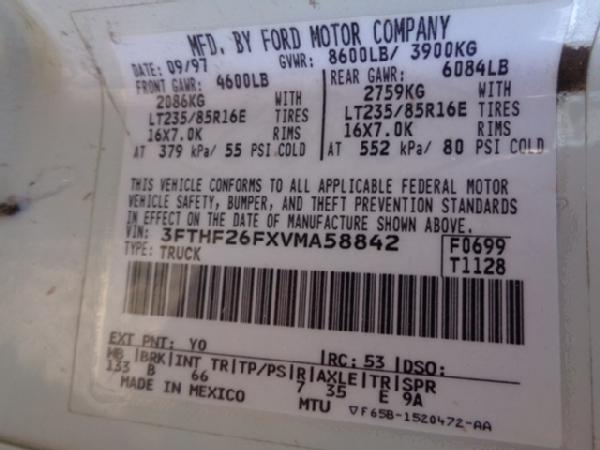 MFD. BY FORD MOTOR COMPANY
DATE: 09/97 GVWR: 8600LB/ 3900KG
FRONT GAWR: 4600LB REAR GAWR: 6084LB
2086KG WITH 2759KG WITH
LT235/85R16E TIRES LT235/85R16E TIRES
16X7.0K RIMS 16X7.0K RIMS
AT 379 kPa/ 55 PSI COLD AT 552 kPa/ 80 PSI COLD
THIS VEHICLE CONFORMS TO ALL APPLICABLE FEDERAL MOTOR
VEHICLE SAFETY, BUMPER, AND THEFT PREVENTION STANDARDS
IN EFFECT ON THE DATE OF MANUFACTURE SHOWN ABOVE.
VIN: 3FTHF26FXVMA58842 F0699
TYPE: TRUCK T1128
EXT PNT: YO RC: 53 DSO:
WB BRK INT TR TP/PS R AXLE TR SPR
133 B 66 7 35 E 9A
MADE IN MEXICO MTU F65B-1520472-AA